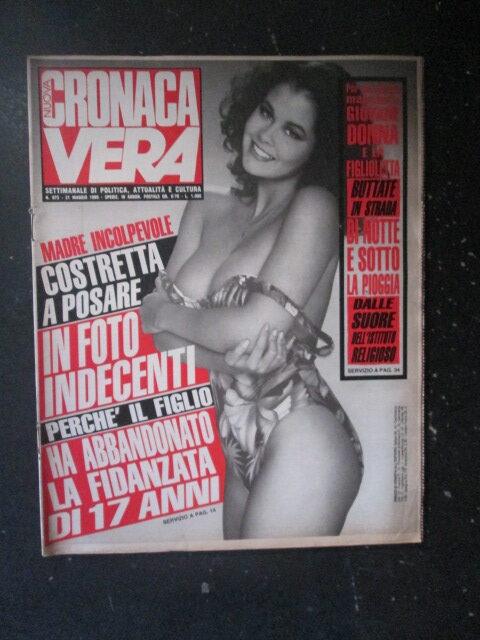 NUOVA
CRONACA
VERA
SETTIMANALE DI POLITICA, ATTUALITÀ E CULTURA
MADRE INCOLPEVOLE
COSTRETTA
A POSARE
IN FOTO
INDECENTI
PERCHE' IL FIGLIO
HA ABBANDONATO
LA FIDANZATA
DI 17 ANNI
SERVIZIO A PAG. 14
GIOVANE
DONNA
E LA
FIGLIOLETTA
BUTTATE
IN STRADA
DI NOTTE
E SOTTO
LA PIOGGIA
DALLE
SUORE
DELL'ISTITUTO
RELIGIOSO
SERVIZIO A PAG. 34